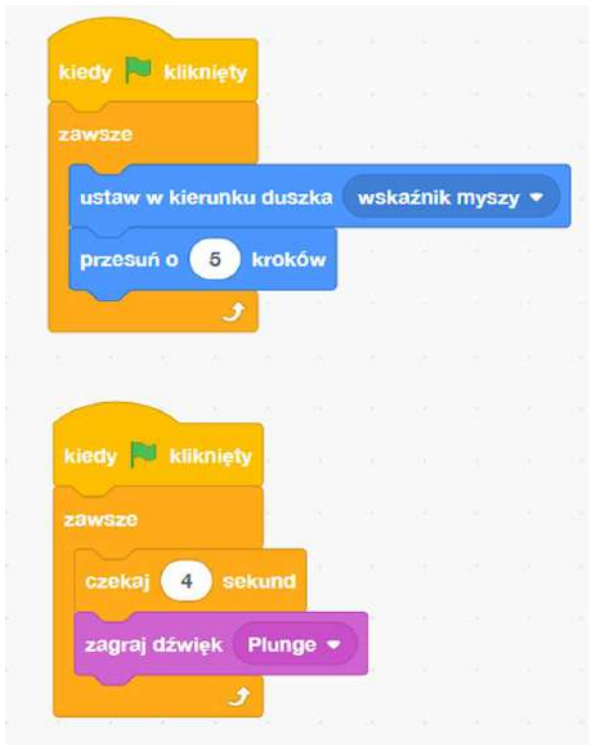 kiedy kliknięty
zawsze
ustaw w kierunku duszka wskaźnik myszy
przesuń o 5 kroków
kiedy kliknięty
zawsze
czekaj 4 sekund
zagraj dźwięk Plunge